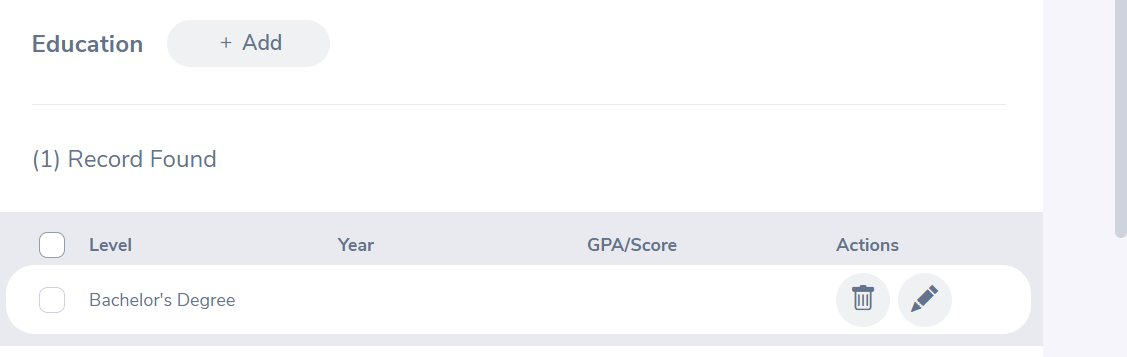 Education + Add
(1) Record Found
Level Year GPA/Score Actions
Bachelor's Degree